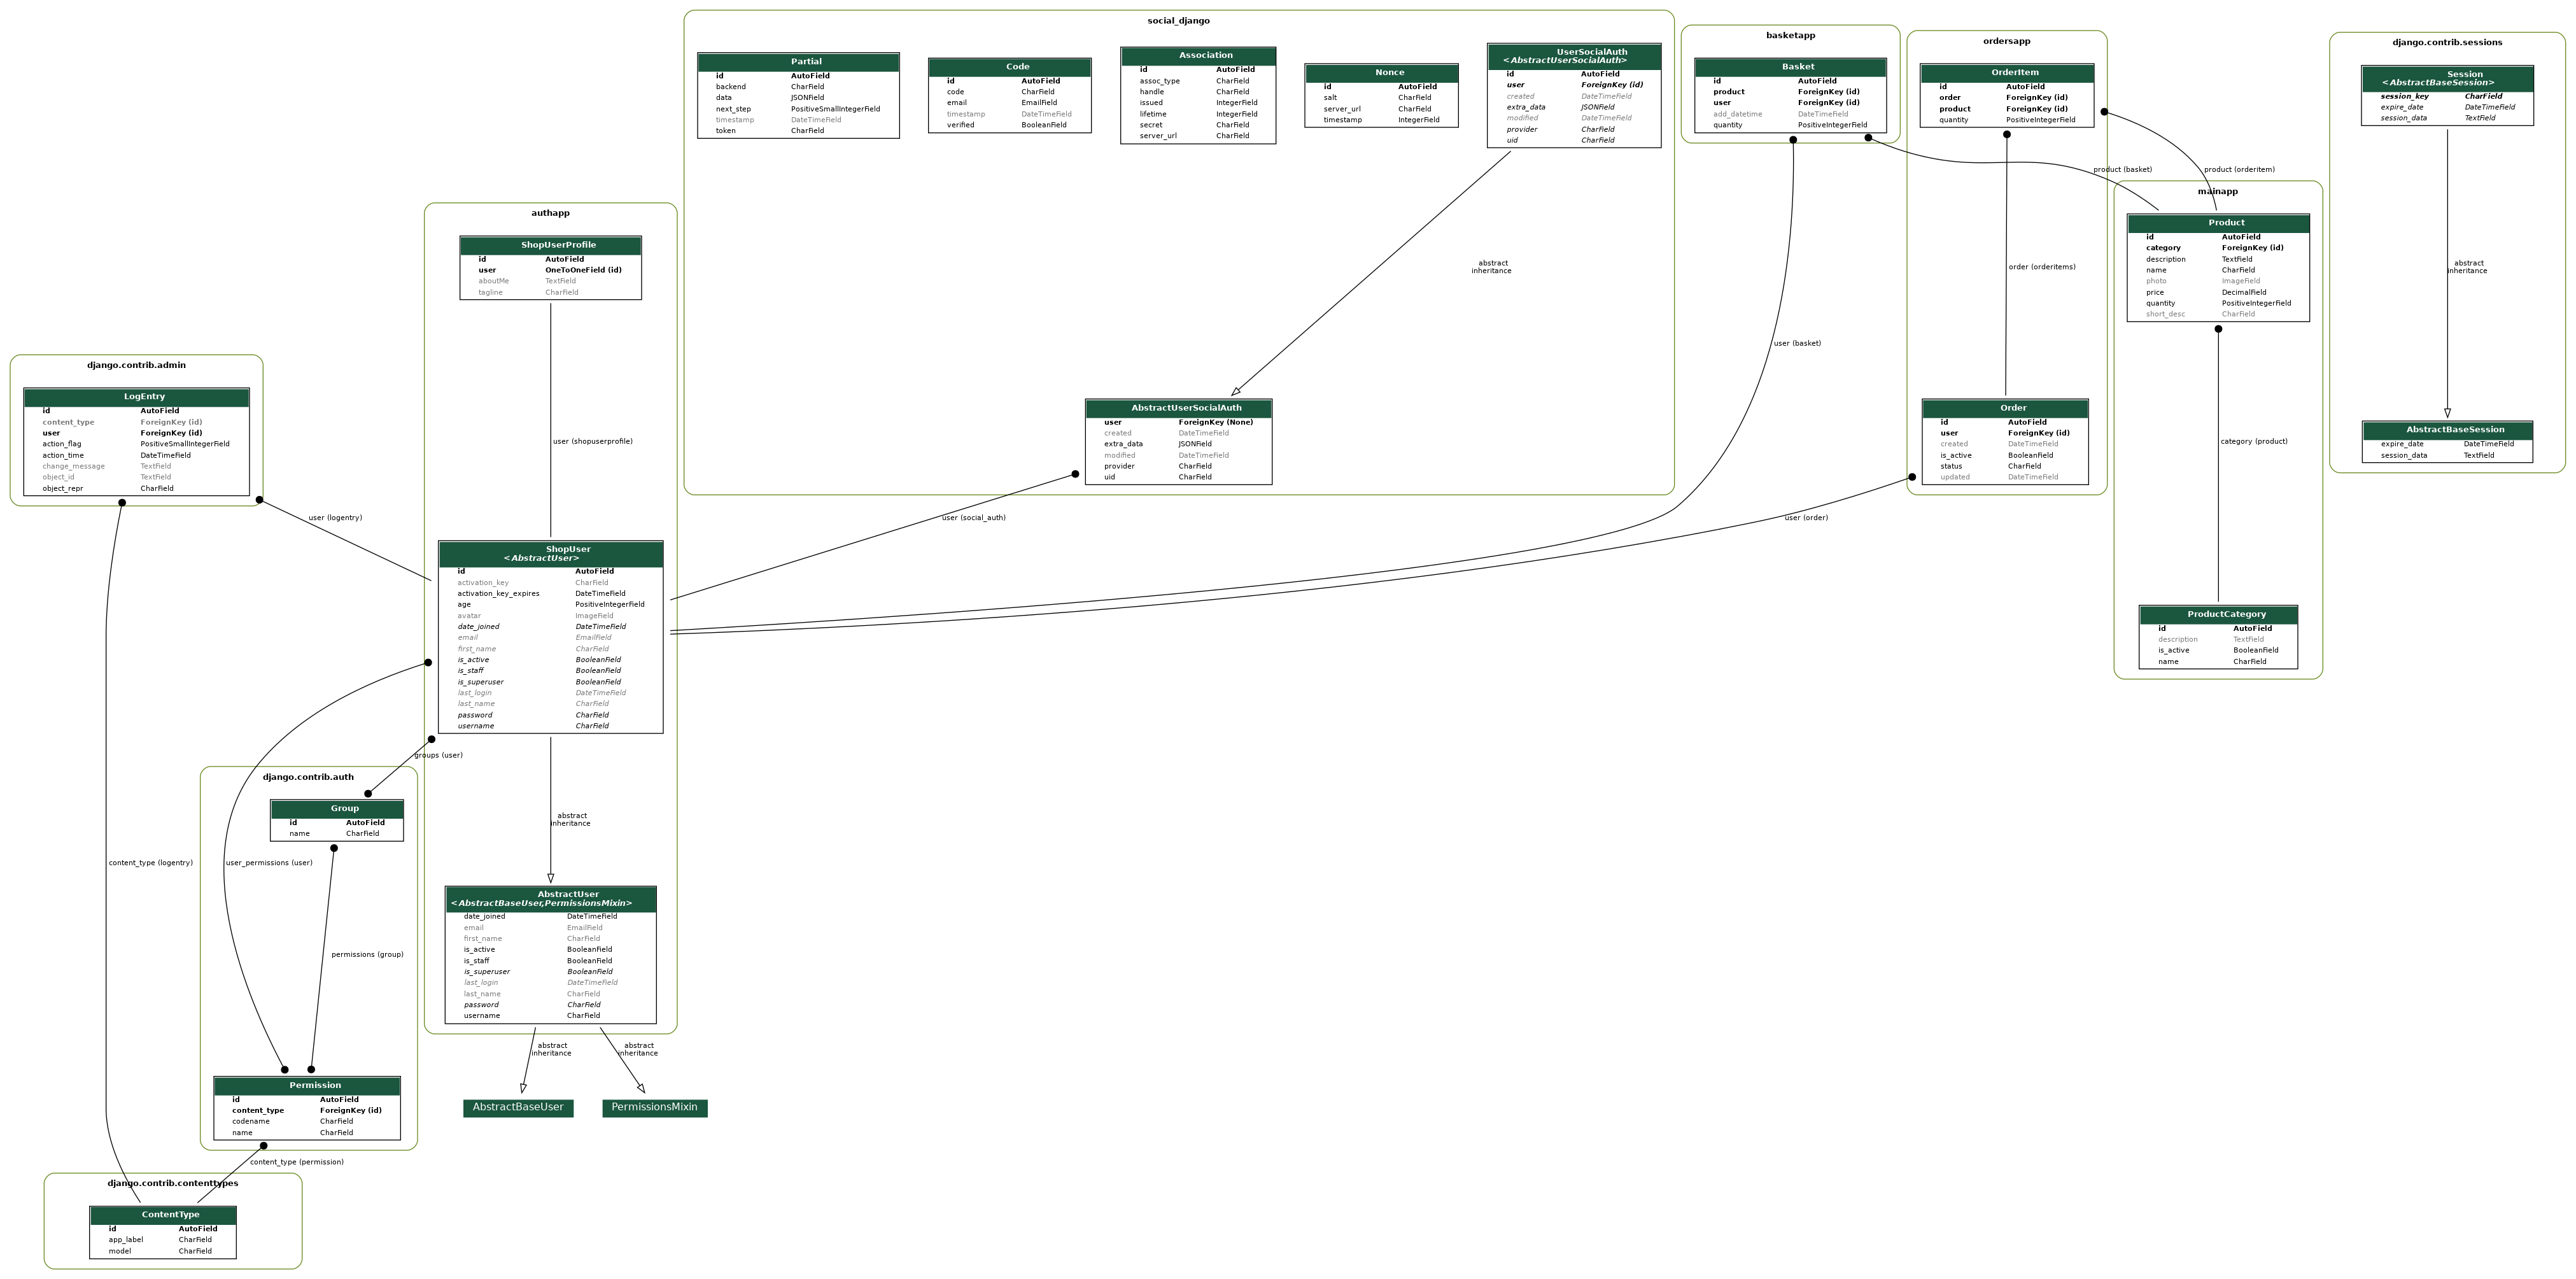 social_django
Partial
id AutoField
backend CharField
data JSONField
next_step PositiveSmallIntegerField
timestamp DateTimeField
token CharField
Code
id AutoField
code CharField
email EmailField
timestamp DateTimeField
verified BooleanField
Association
id AutoField
assoc_type CharField
handle CharField
issued IntegerField
lifetime IntegerField
secret CharField
server_url CharField
Nonce
id AutoField
salt CharField
server_url CharField
timestamp IntegerField
UserSocialAuth
<AbstractUserSocialAuth>
id AutoField
user ForeignKey (id)
created DateTimeField
extra_data JSONField
modified DateTimeField
provider CharField
uid CharField
abstract
inheritance
AbstractUserSocialAuth
user ForeignKey (None)
created DateTimeField
extra_data JSONField
modified DateTimeField
provider CharField
uid CharField
user (social_auth)
basketapp
Basket
id AutoField
product ForeignKey (id)
user ForeignKey (id)
add_datetime DateTimeField
quantity PositiveIntegerField
product (basket)
user (basket)
ordersapp
OrderItem
id AutoField
order ForeignKey (id)
product ForeignKey (id)
quantity PositiveIntegerField
product (orderitem)
order (orderitems)
Order
id AutoField
user ForeignKey (id)
created DateTimeField
is_active BooleanField
status CharField
updated DateTimeField
user (order)
mainapp
Product
id AutoField
category ForeignKey (id)
description TextField
name CharField
photo ImageField
price DecimalField
quantity PositiveIntegerField
short_desc CharField
category (product)
ProductCategory
id AutoField
description TextField
is_active BooleanField
name CharField
django.contrib.sessions
Session
<AbstractBaseSession>
session_key CharField
expire_date DateTimeField
session_data TextField
abstract
inheritance
AbstractBaseSession
expire_date DateTimeField
session_data TextField
authapp
ShopUserProfile
id AutoField
user OneToOneField (id)
aboutMe TextField
tagline CharField
user (shopuserprofile)
ShopUser
<AbstractUser>
id AutoField
activation_key CharField
activation_key_expires DateTimeField
age PositiveIntegerField
avatar ImageField
date_joined DateTimeField
email EmailField
first_name CharField
is_active BooleanField
is_staff BooleanField
is_superuser BooleanField
last_login DateTimeField
last_name CharField
password CharField
username CharField
abstract
inheritance
AbstractUser
<AbstractBaseUser,PermissionsMixin>
date_joined DateTimeField
email EmailField
first_name CharField
is_active BooleanField
is_staff BooleanField
is_superuser BooleanField
last_login DateTimeField
last_name CharField
password CharField
username CharField
abstract
inheritance
abstract
inheritance
AbstractBaseUser
PermissionsMixin
django.contrib.admin
LogEntry
id AutoField
content_type ForeignKey (id)
user ForeignKey (id)
action_flag PositiveSmallIntegerField
action_time DateTimeField
change_message TextField
object_id TextField
object_repr CharField
user (logentry)
content_type (logentry)
groups (user)
user_permissions (user)
django.contrib.auth
Group
id AutoField
name CharField
permissions (group)
Permission
id AutoField
content_type ForeignKey (id)
codename CharField
name CharField
content_type (permission)
django.contrib.contenttypes
ContentType
id AutoField
app_label CharField
model CharField